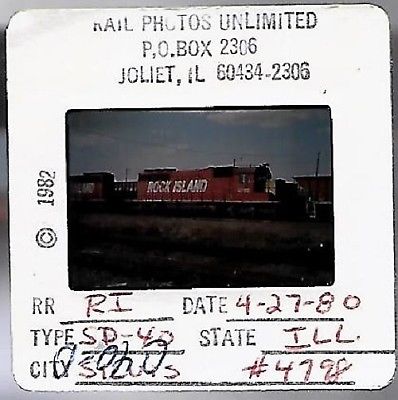 RAIL PHOTOS UNLIMITED
P.O.BOX 2306
JOLIET, IL 60434-2306
© 1982
ROCK ISLAND
RR RI DATE 4-27-80
TYPE SD-40 STATE ILL.
CITY #4798